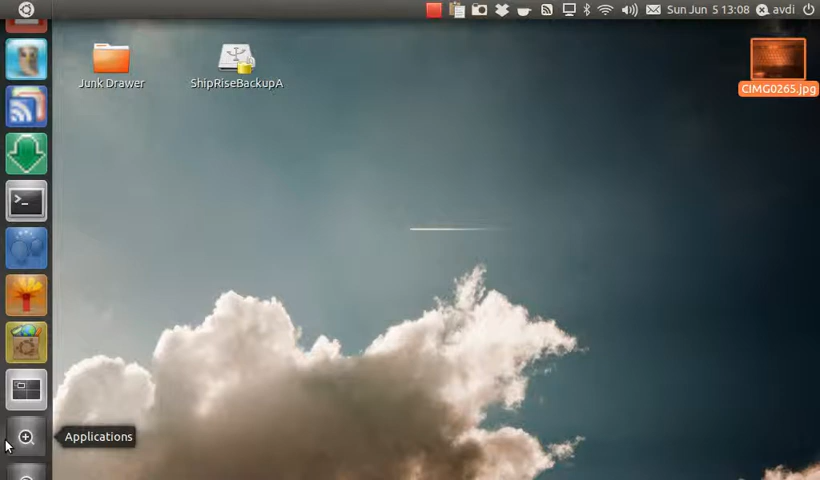 Sun Jun 5 13:08 avdi
Junk Drawer
ShipRiseBackupA
CIMG0265.jpg
>_
Applications